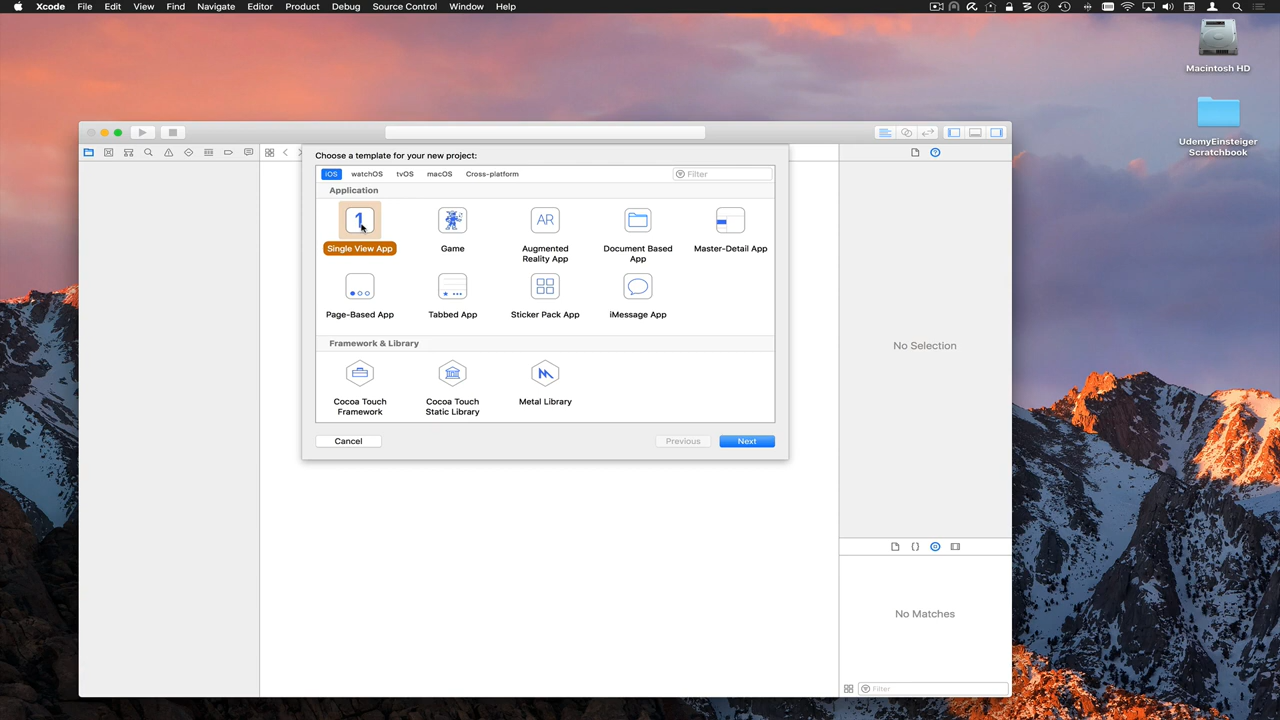 Xcode File Edit View Find Navigate Editor Product Debug Source Control Window Help
Macintosh HD
UdemyEinsteiger
Scratchbook
Choose a template for your new project:
iOS watchOS tvOS macOS Cross-platform Filter
Application
1
AR
Single View App Game Augmented Reality App Document Based App Master-Detail App
Page-Based App Tabbed App Sticker Pack App iMessage App
Framework & Library
Cocoa Touch Framework Cocoa Touch Static Library Metal Library
Cancel Previous Next
No Selection
No Matches
Filter